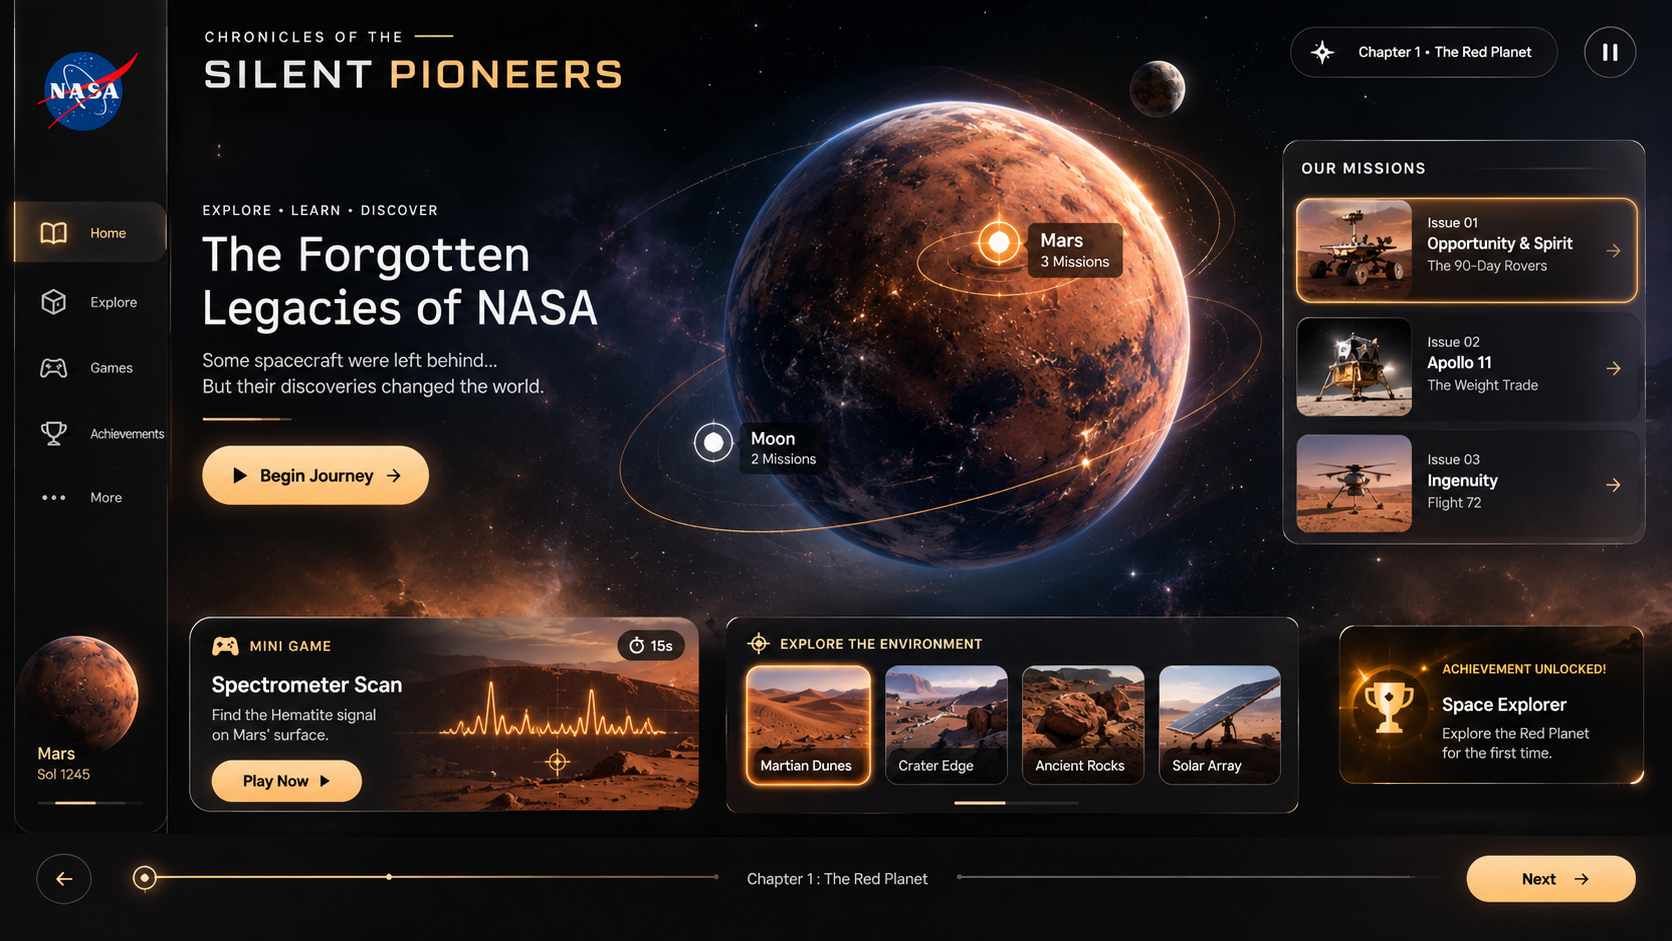 NASA
CHRONICLES OF THE
SILENT PIONEERS
Chapter 1 • The Red Planet
Home
Explore
Games
Achievements
More
Mars
Sol 1245
EXPLORE • LEARN • DISCOVER
The Forgotten
Legacies of NASA
Some spacecraft were left behind...
But their discoveries changed the world.
Begin Journey
Mars
3 Missions
Moon
2 Missions
OUR MISSIONS
Issue 01
Opportunity & Spirit
The 90-Day Rovers
Issue 02
Apollo 11
The Weight Trade
Issue 03
Ingenuity
Flight 72
MINI GAME
15s
Spectrometer Scan
Find the Hematite signal
on Mars' surface.
Play Now
EXPLORE THE ENVIRONMENT
Martian Dunes
Crater Edge
Ancient Rocks
Solar Array
ACHIEVEMENT UNLOCKED!
Space Explorer
Explore the Red Planet
for the first time.
Chapter 1 : The Red Planet
Next